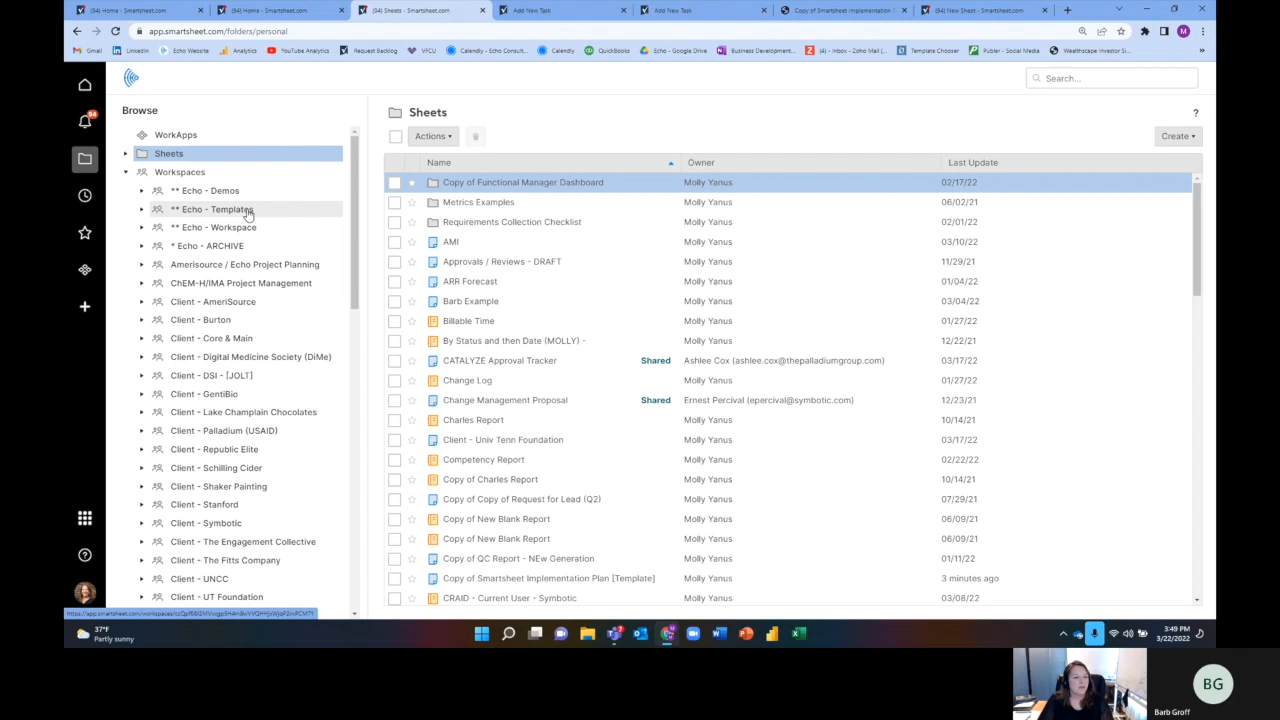 (94) Home - Smartsheet.com
(94) Home - Smartsheet.com
(94) Sheets - Smartsheet.com
Add New Task
Add New Task
Copy of Smartsheet Implementation
(94) New Sheet - Smartsheet.com
app.smartsheet.com/folders/personal
M
Gmail
LinkedIn
Echo Website
Analytics
YouTube Analytics
Request Backlog
VFCU
Calendly - Echo Consult...
Calendly
QuickBooks
Echo - Google Drive
Business Development...
(4) - Inbox - Zoho Mail (...
Template Chooser
Publer - Social Media
Wealthscape Investor Si...
Search...
Browse
WorkApps
Sheets
Workspaces
** Echo - Demos
** Echo - Templates
** Echo - Workspace
* Echo - ARCHIVE
Amerisource / Echo Project Planning
ChEM-H/IMA Project Management
Client - AmeriSource
Client - Burton
Client - Core & Main
Client - Digital Medicine Society (DiMe)
Client - DSI - [JOLT]
Client - GentiBio
Client - Lake Champlain Chocolates
Client - Palladium (USAID)
Client - Republic Elite
Client - Schilling Cider
Client - Shaker Painting
Client - Stanford
Client - Symbotic
Client - The Engagement Collective
Client - The Fitts Company
Client - UNCC
Client - UT Foundation
94
Sheets
?
Actions
Create
Name Owner Last Update
Copy of Functional Manager Dashboard Molly Yanus 02/17/22
Metrics Examples Molly Yanus 06/02/21
Requirements Collection Checklist Molly Yanus 02/01/22
AMI Molly Yanus 03/10/22
Approvals / Reviews - DRAFT Molly Yanus 11/29/21
ARR Forecast Molly Yanus 01/04/22
Barb Example Molly Yanus 03/04/22
Billable Time Molly Yanus 01/27/22
By Status and then Date (MOLLY) - Molly Yanus 12/22/21
CATALYZE Approval Tracker Shared Ashlee Cox (ashlee.cox@thepalladiumgroup.com) 03/17/22
Change Log Molly Yanus 01/27/22
Change Management Proposal Shared Ernest Percival (epercival@symbotic.com) 12/23/21
Charles Report Molly Yanus 10/14/21
Client - Univ Tenn Foundation Molly Yanus 03/17/22
Competency Report Molly Yanus 02/22/22
Copy of Charles Report Molly Yanus 10/14/21
Copy of Copy of Request for Lead (Q2) Molly Yanus 07/29/21
Copy of New Blank Report Molly Yanus 06/09/21
Copy of New Blank Report Molly Yanus 06/09/21
Copy of QC Report - NEw Generation Molly Yanus 01/11/22
Copy of Smartsheet Implementation Plan [Template] Molly Yanus 3 minutes ago
CRAID - Current User - Symbotic Molly Yanus 03/08/22
37°F
Partly sunny
3:49 PM
3/22/2022
BG
Barb Groff